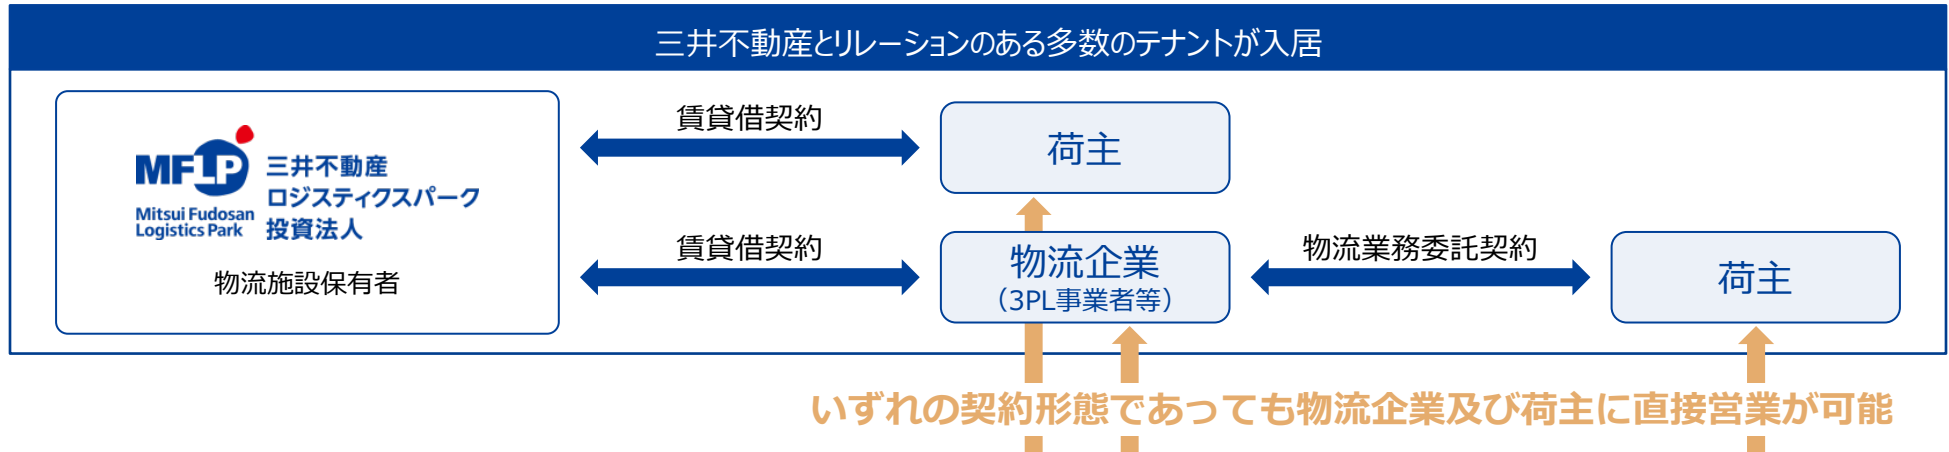 三井不動産とリレーションのある多数のテナントが入居
MFLP
Mitsui Fudosan
Logistics Park
三井不動産
ロジスティクスパーク
投資法人
物流施設保有者
賃貸借契約
荷主
賃貸借契約
物流企業
（3PL事業者等）
物流業務委託契約
荷主
いずれの契約形態であっても物流企業及び荷主に直接営業が可能